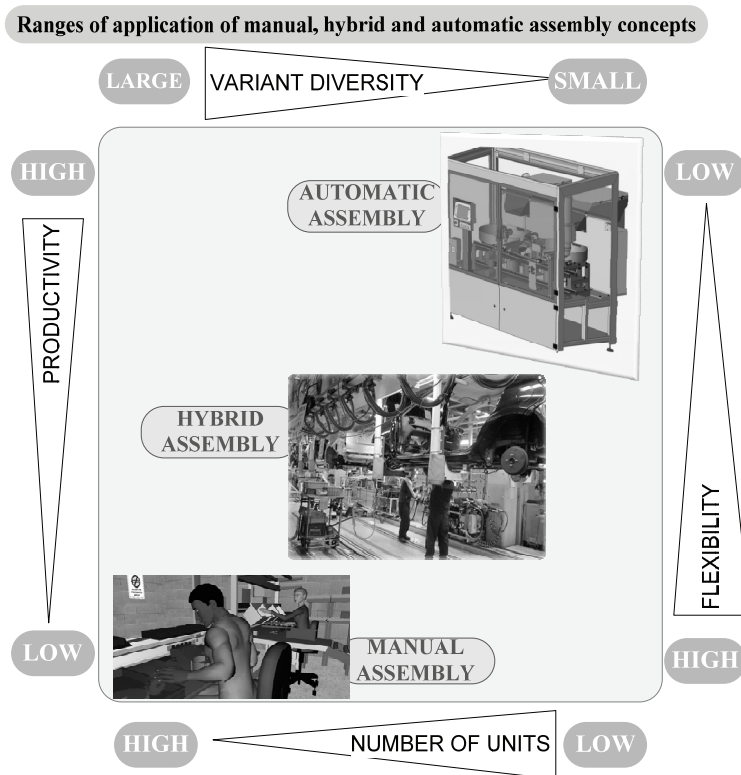 Ranges of application of manual, hybrid and automatic assembly concepts
LARGE
VARIANT DIVERSITY
SMALL
HIGH
LOW
AUTOMATIC
ASSEMBLY
PRODUCTIVITY
HYBRID
ASSEMBLY
FLEXIBILITY
LOW
MANUAL
ASSEMBLY
HIGH
HIGH
NUMBER OF UNITS
LOW